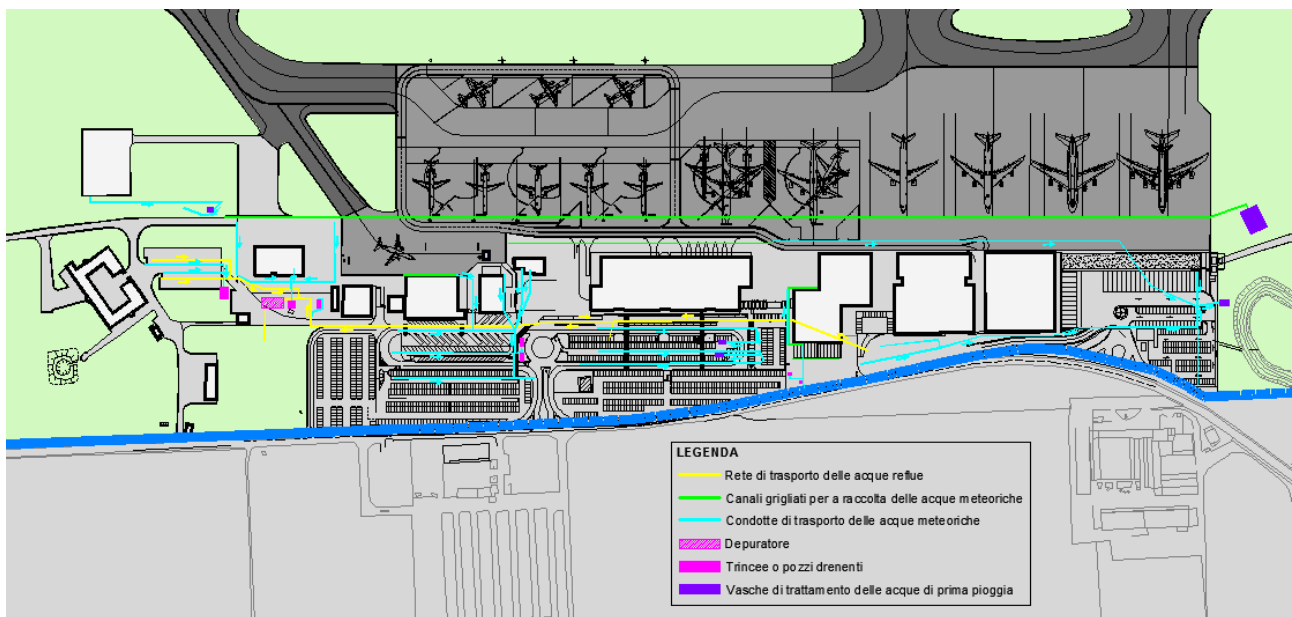 LEGENDA
Rete di trasporto delle acque reflue
Canali grigliati per a raccolta delle acque meteoriche
Condotte di trasporto delle acque meteoriche
Depuratore
Trincee o pozzi drenenti
Vasche di trattamento delle acque di prima pioggia